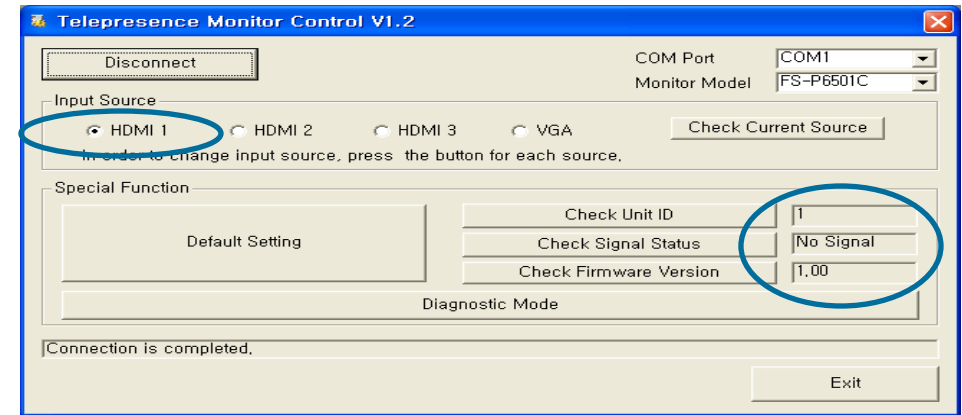 Telepresence Monitor Control V1.2
Disconnect
COM Port COM1
Monitor Model FS-P6501C
Input Source
HDMI 1 HDMI 2 HDMI 3 VGA Check Current Source
In order to change input source, press the button for each source.
Special Function
Default Setting
Check Unit ID 1
Check Signal Status No Signal
Check Firmware Version 1.00
Diagnostic Mode
Connection is completed.
Exit